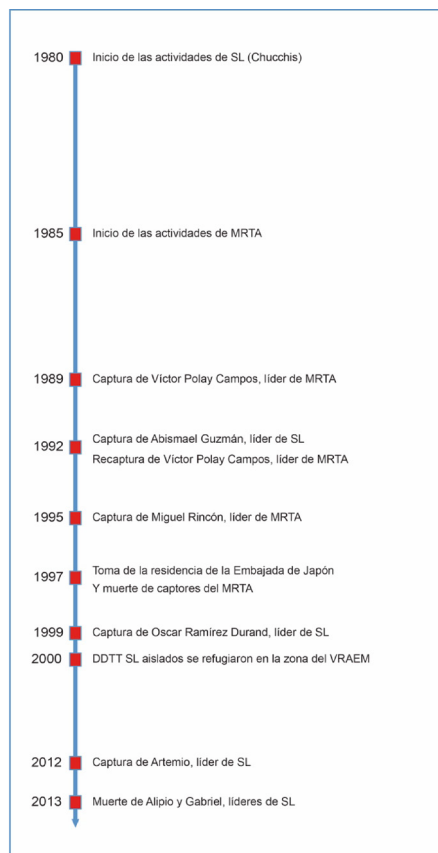 1980 Inicio de las actividades de SL (Chucchis)
1985 Inicio de las actividades de MRTA
1989 Captura de Víctor Polay Campos, líder de MRTA
1992 Captura de Abismael Guzmán, líder de SL
Recaptura de Víctor Polay Campos, líder de MRTA
1995 Captura de Miguel Rincón, líder de MRTA
1997 Toma de la residencia de la Embajada de Japón
Y muerte de captores del MRTA
1999 Captura de Oscar Ramírez Durand, líder de SL
2000 DDTT SL aislados se refugiaron en la zona del VRAEM
2012 Captura de Artemio, líder de SL
2013 Muerte de Alipio y Gabriel, líderes de SL